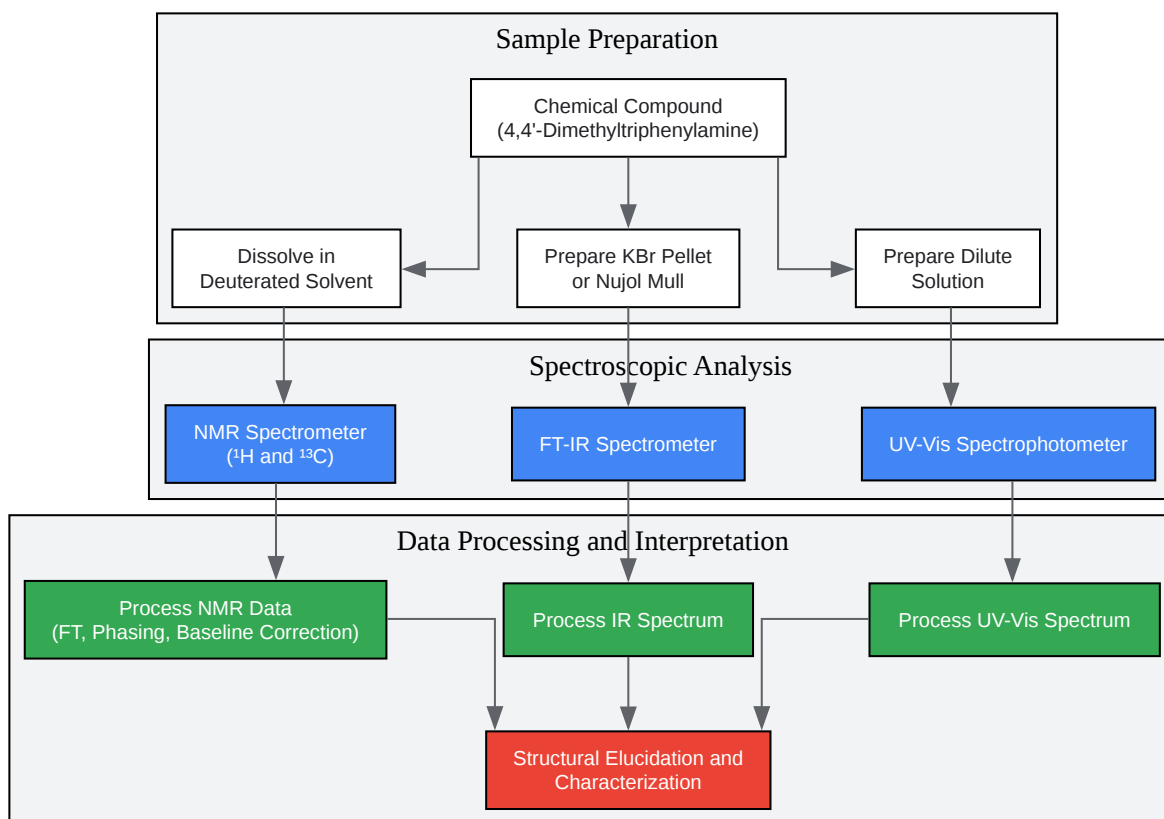 Sample Preparation
Chemical Compound
(4,4'-Dimethyltriphenylamine)
Dissolve in
Deuterated Solvent
Prepare KBr Pellet
or Nujol Mull
Prepare Dilute
Solution
Spectroscopic Analysis
NMR Spectrometer
(¹H and ¹³C)
FT-IR Spectrometer
UV-Vis Spectrophotometer
Data Processing and Interpretation
Process NMR Data
(FT, Phasing, Baseline Correction)
Process IR Spectrum
Process UV-Vis Spectrum
Structural Elucidation and
Characterization